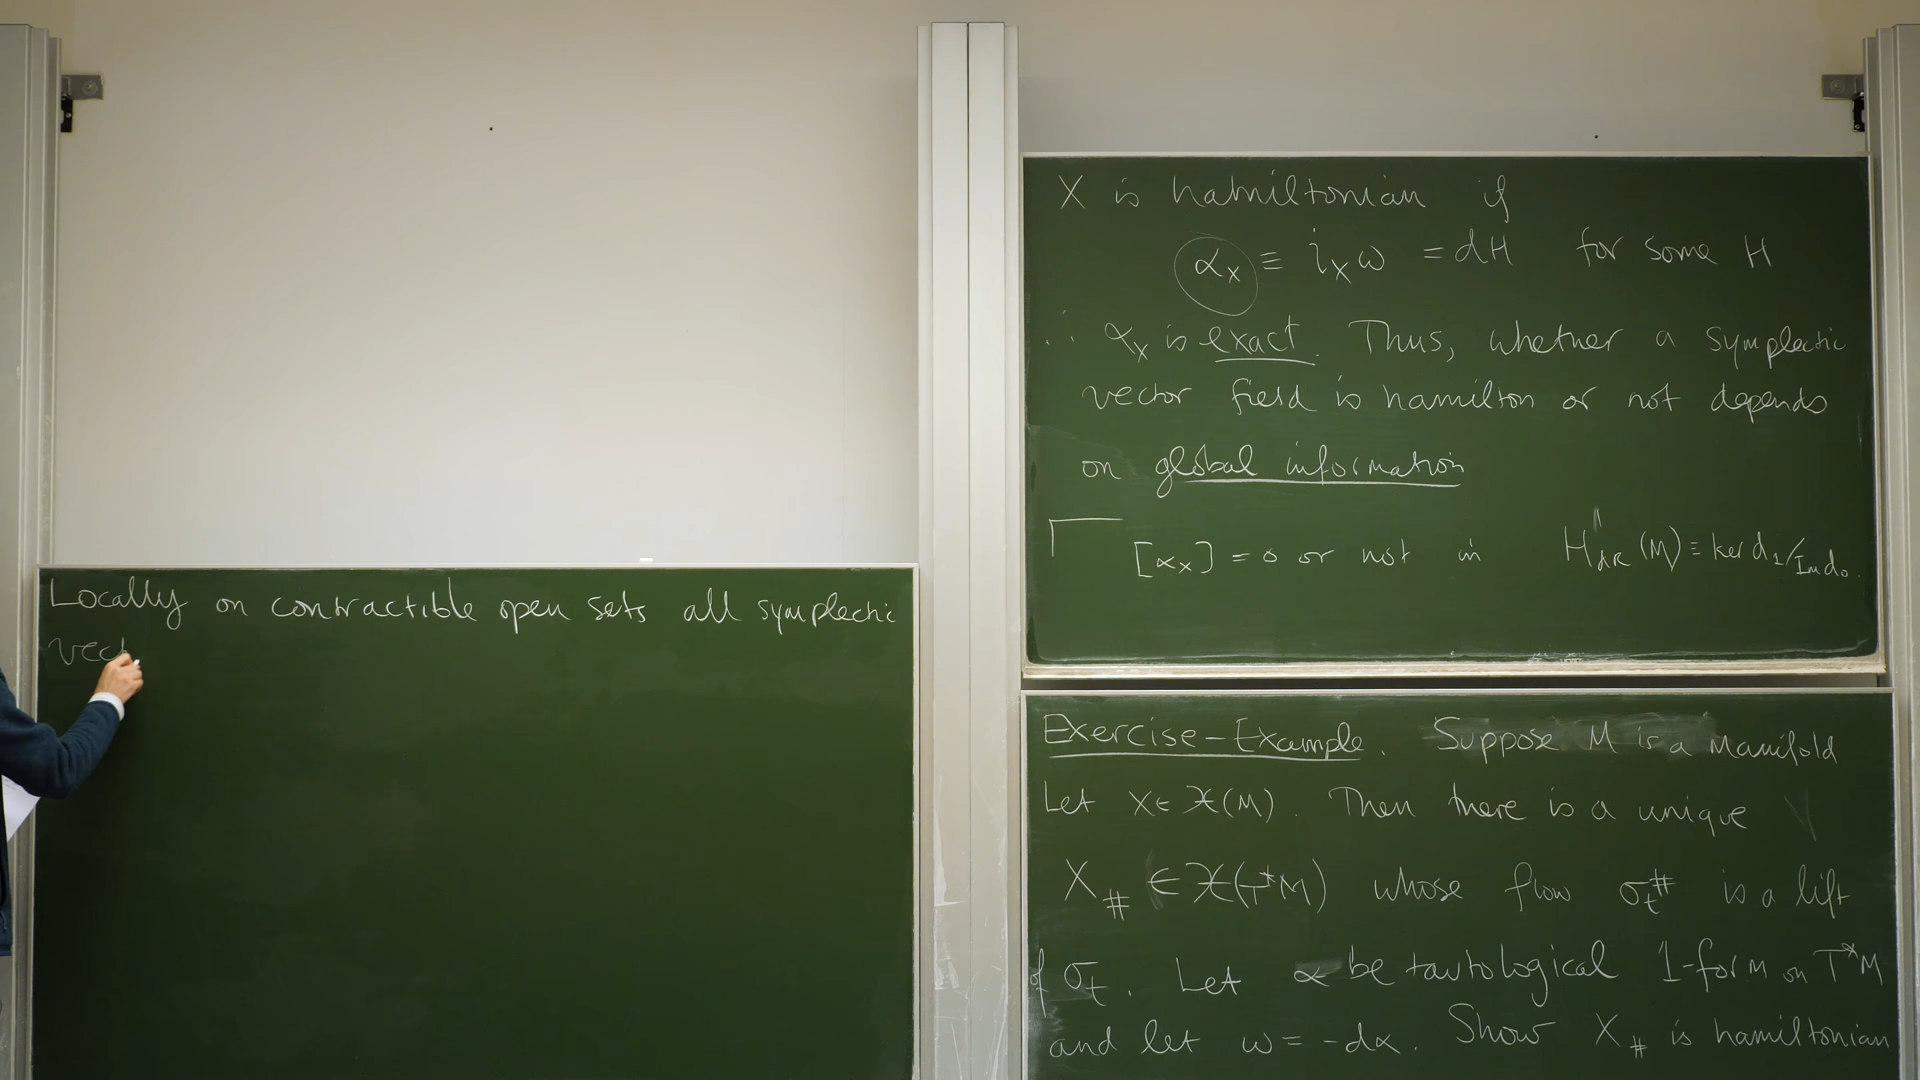 X is hamiltonian if
αₓ ≡ iₓω = dH for some H
∴ αₓ is exact. Thus, whether a symplectic
vector field is hamilton or not depends
on global information
[αₓ] = 0 or not in H¹dR(M) ≡ ker d₁/Im d₀.
Exercise-Example. Suppose M is a manifold
Let X ∈ 𝔛(M). Then there is a unique
X_# ∈ 𝔛(T*M) whose flow σₜ^# is a lift
of σₜ. Let α be tautological 1-form on T*M
and let ω = -dα. Show X_# is hamiltonian
Locally on contractible open sets all symplectic
vect